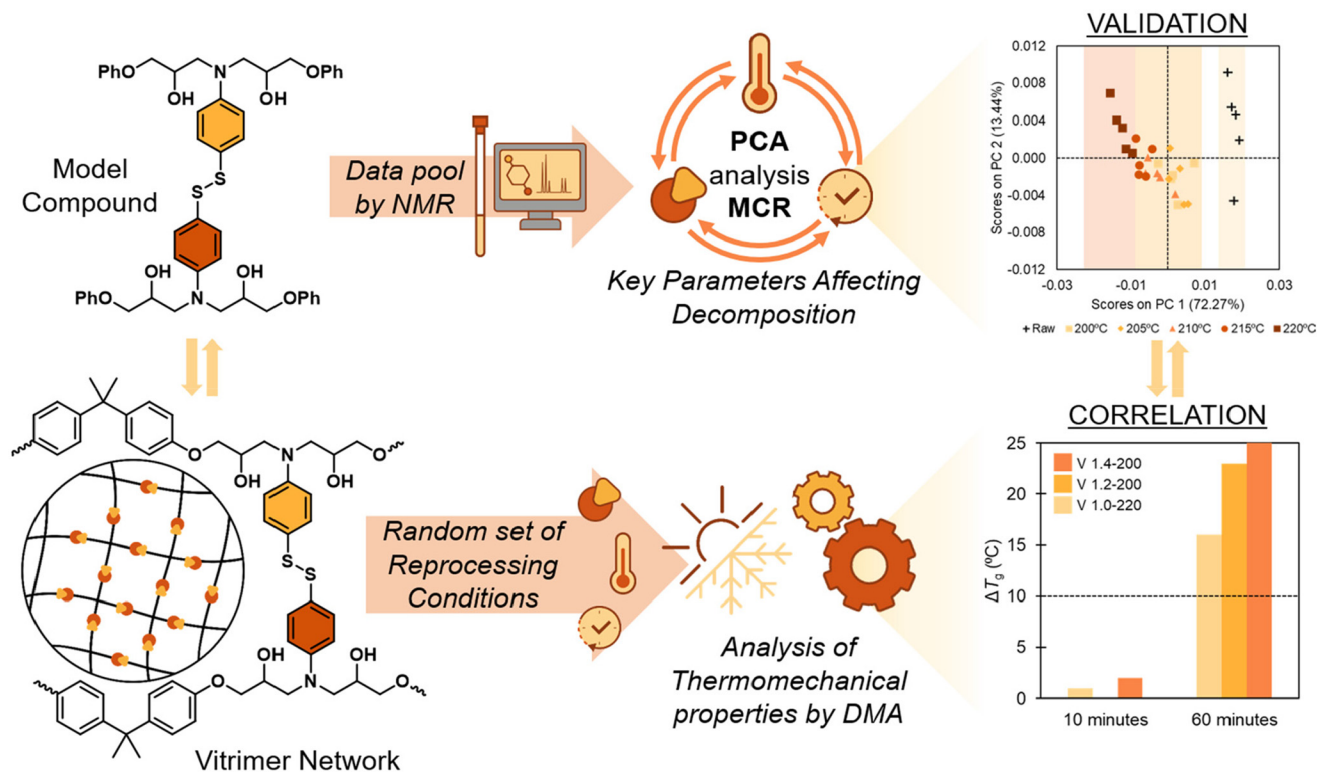 PhO
N
OPh
OH
OH
S
S
Model
Compound
OH
OH
PhO
N
OPh
Data pool
by NMR
PCA
analysis
MCR
Key Parameters Affecting
Decomposition
VALIDATION
Scores on PC 2 (13.44%)
0.012
0.008
0.004
0.000
-0.004
-0.008
-0.012
-0.03
-0.01
0.01
0.03
Scores on PC 1 (72.27%)
+ Raw 200ºC 205ºC 210ºC 215ºC 220ºC
O
N
O
OH
OH
S
S
OH
OH
O
N
O
Vitrimer Network
Random set of
Reprocessing
Conditions
Analysis of
Thermomechanical
properties by DMA
CORRELATION
ΔTg (ºC)
25
20
15
10
5
0
V 1.4-200
V 1.2-200
V 1.0-220
10 minutes
60 minutes